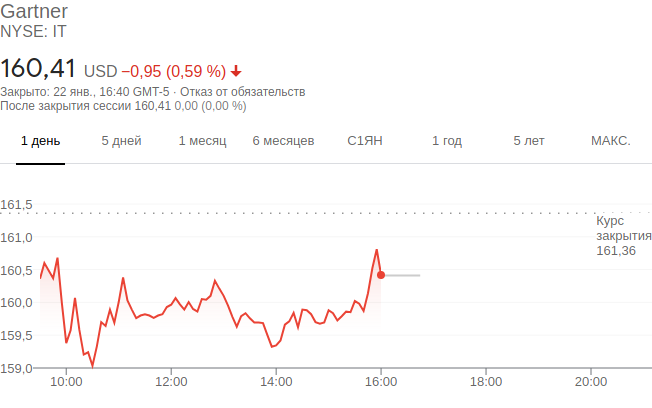 Gartner
NYSE: IT
160,41 USD −0,95 (0,59 %)
Закрыто: 22 янв., 16:40 GMT-5 · Отказ от обязательств
После закрытия сессии 160,41 0,00 (0,00 %)
1 день 5 дней 1 месяц 6 месяцев С1ЯН 1 год 5 лет МАКС.
161,5
Курс
закрытия
161,36
161,0
160,5
160,0
159,5
159,0
10:00 12:00 14:00 16:00 18:00 20:00